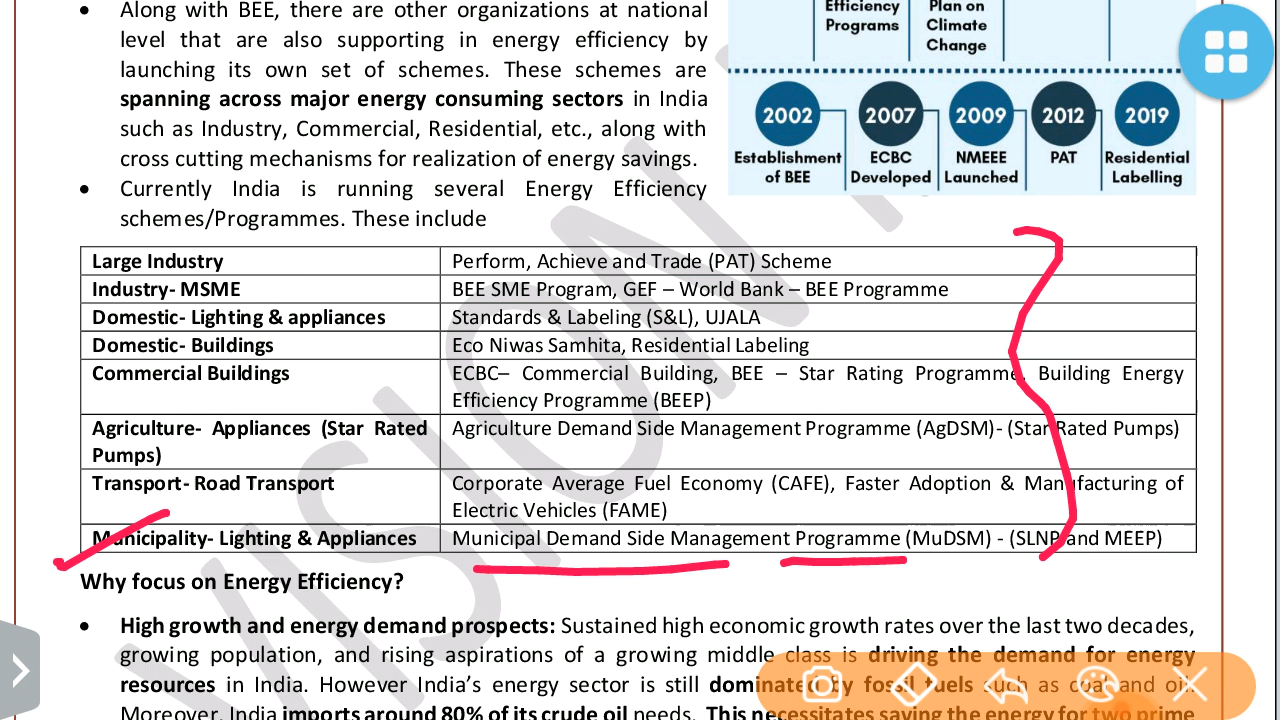 • Along with BEE, there are other organizations at national
level that are also supporting in energy efficiency by
launching its own set of schemes. These schemes are
spanning across major energy consuming sectors in India
such as Industry, Commercial, Residential, etc., along with
cross cutting mechanisms for realization of energy savings.
• Currently India is running several Energy Efficiency
schemes/Programmes. These include
Efficiency
Programs
Plan on
Climate
Change
2002
2007
2009
2012
2019
Establishment
of BEE
ECBC
Developed
NMEEE
Launched
PAT
Residential
Labelling
Large Industry
Perform, Achieve and Trade (PAT) Scheme
Industry- MSME
BEE SME Program, GEF – World Bank – BEE Programme
Domestic- Lighting & appliances
Standards & Labeling (S&L), UJALA
Domestic- Buildings
Eco Niwas Samhita, Residential Labeling
Commercial Buildings
ECBC– Commercial Building, BEE – Star Rating Programme, Building Energy
Efficiency Programme (BEEP)
Agriculture- Appliances (Star Rated
Pumps)
Agriculture Demand Side Management Programme (AgDSM)- (Star Rated Pumps)
Transport- Road Transport
Corporate Average Fuel Economy (CAFE), Faster Adoption & Manufacturing of
Electric Vehicles (FAME)
Municipality- Lighting & Appliances
Municipal Demand Side Management Programme (MuDSM) - (SLNP and MEEP)
Why focus on Energy Efficiency?
• High growth and energy demand prospects: Sustained high economic growth rates over the last two decades,
growing population, and rising aspirations of a growing middle class is driving the demand for energy
resources in India. However India's energy sector is still dominated by fossil fuels such as coal and oil.
Moreover, India imports around 80% of its crude oil needs. This necessitates saving the energy for two prime
VISION